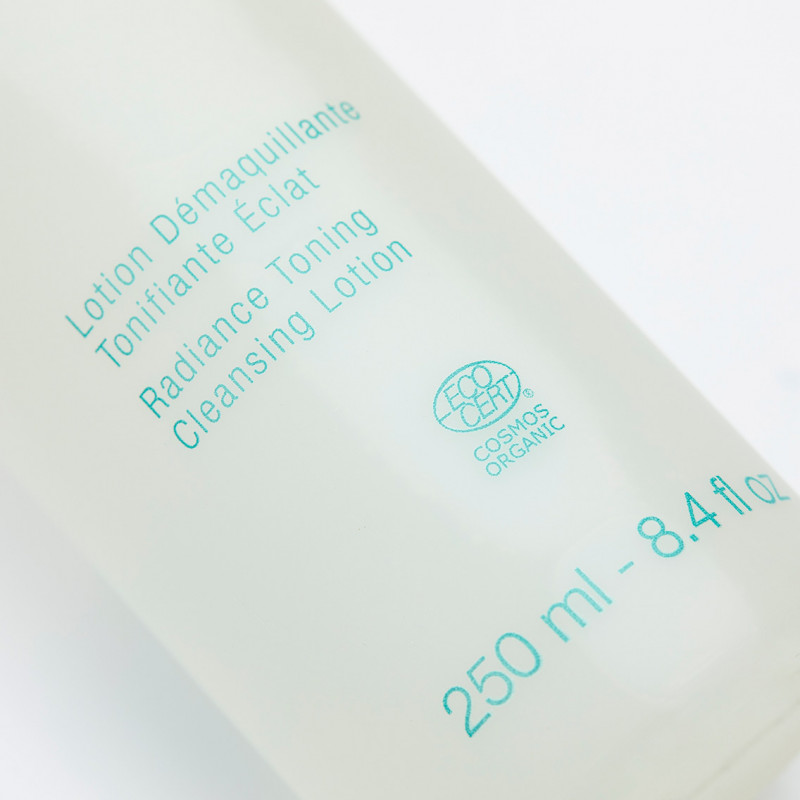 Lotion Démaquillante
Tonifiante Éclat
Radiance Toning
Cleansing Lotion
ECO
CERT®
COSMOS
ORGANIC
250 ml - 8.4 fl oz